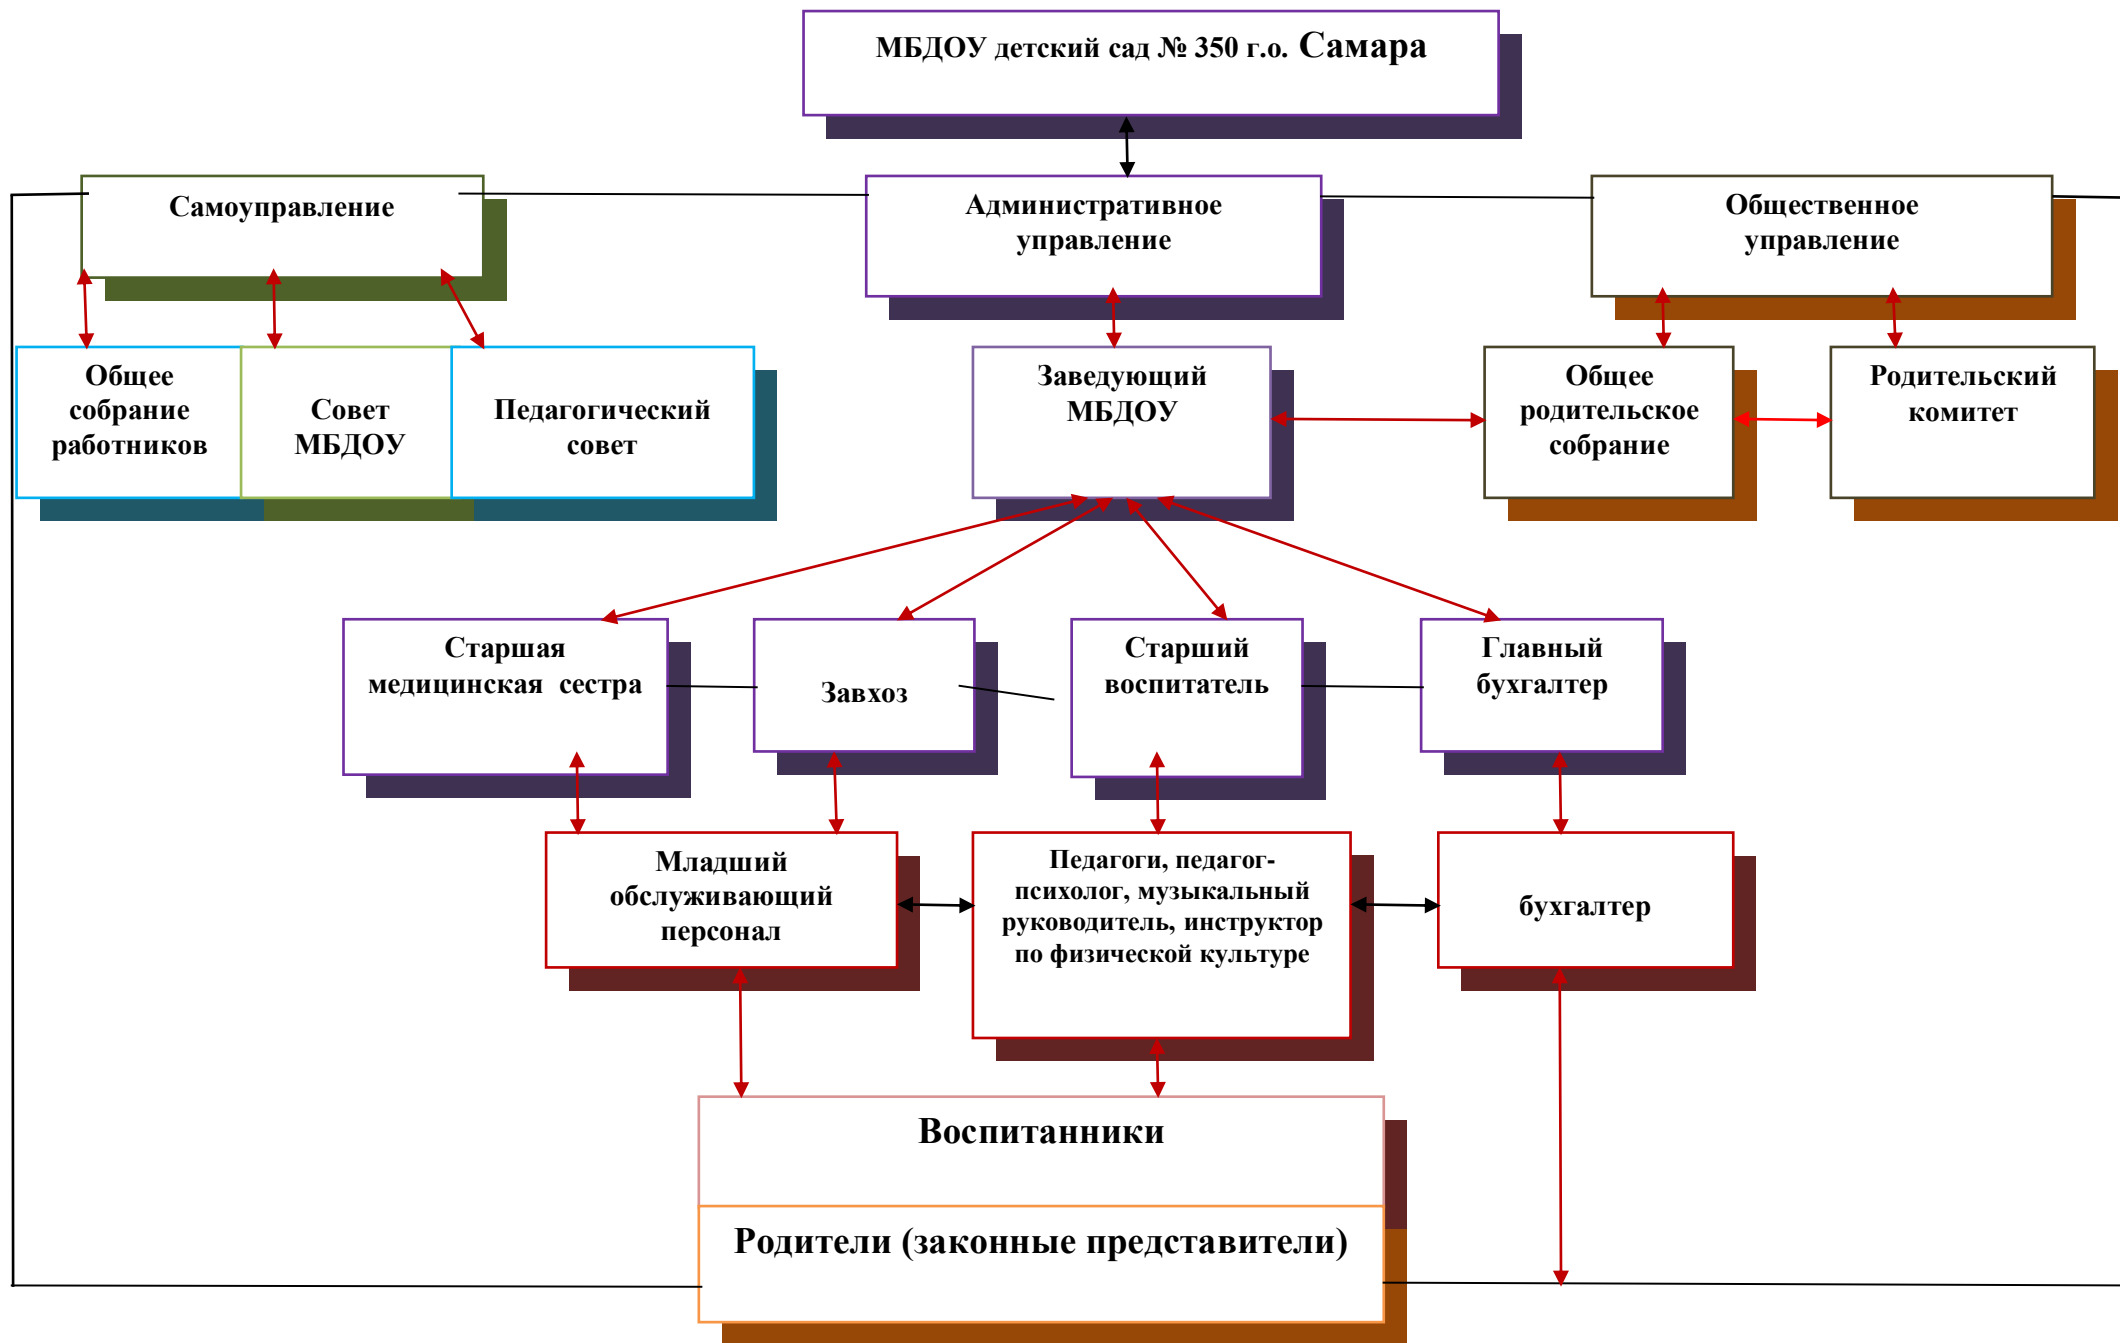 МБДОУ детский сад № 350 г.о. Самара
Самоуправление
Административное
управление
Общественное
управление
Общее
собрание
работников
Совет
МБДОУ
Педагогический
совет
Заведующий
МБДОУ
Общее
родительское
собрание
Родительский
комитет
Старшая
медицинская сестра
Завхоз
Старший
воспитатель
Главный
бухгалтер
Младший
обслуживающий
персонал
Педагоги, педагог-
психолог, музыкальный
руководитель, инструктор
по физической культуре
бухгалтер
Воспитанники
Родители (законные представители)